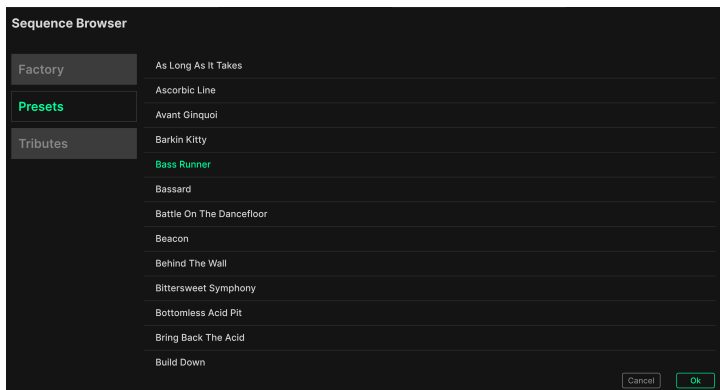 Sequence Browser
Factory
Presets
Tributes
As Long As It Takes
Ascorbic Line
Avant Ginquoi
Barkin Kitty
Bass Runner
Bassard
Battle On The Dancefloor
Beacon
Behind The Wall
Bittersweet Symphony
Bottomless Acid Pit
Bring Back The Acid
Build Down
Cancel
Ok